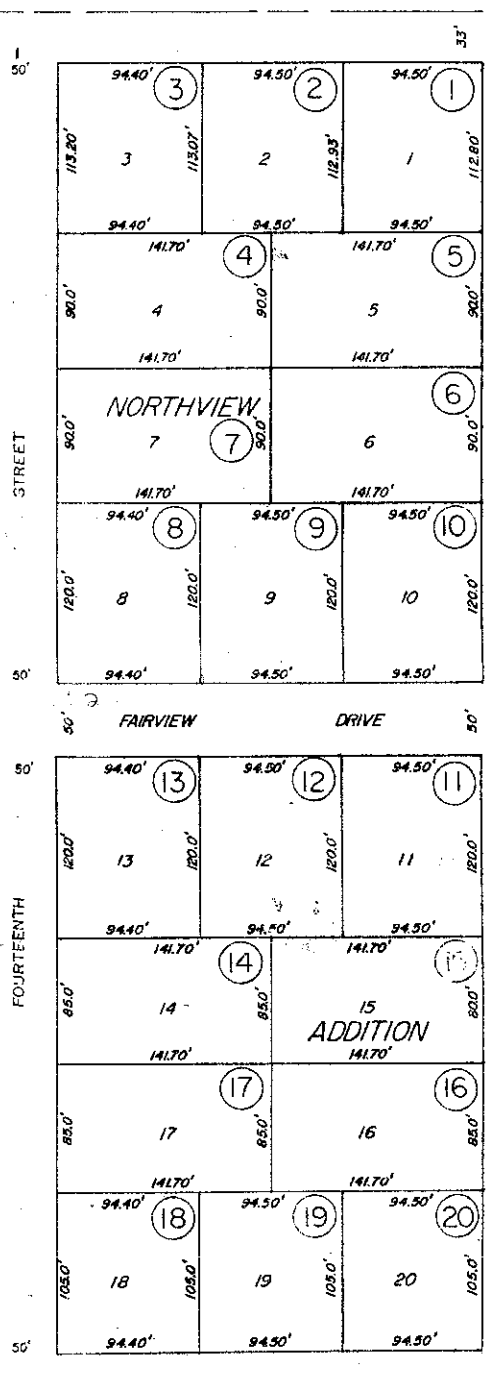 33'
50'
94.40' 3 94.50' 2 94.50' 1
113.20' 3 113.07' 2 112.93' 1 112.80'
94.40' 94.50' 94.50'
141.70' 4 141.70' 5
90.0' 4 90.0' 5 90.0'
141.70' 141.70'
NORTHVIEW 6
90.0' 7 7 90.0' 6 90.0'
STREET
141.70' 141.70'
94.40' 8 94.50' 9 94.50' 10
120.0' 8 120.0' 9 120.0' 10 120.0'
50' 94.40' 94.50' 94.50'
50' FAIRVIEW DRIVE 50'
50' 94.40' 13 94.50' 12 94.50' 11
120.0' 13 120.0' 12 120.0' 11 120.0'
94.40' 94.50' 94.50'
FOURTEENTH
141.70' 14 141.70'
85.0' 14 85.0' 15 80.0'
ADDITION
141.70' 141.70'
17 16
85.0' 17 85.0' 16 85.0'
141.70' 141.70'
94.40' 18 94.50' 19 94.50' 20
105.0' 18 105.0' 19 105.0' 20 105.0'
50' 94.40' 94.50' 94.50'